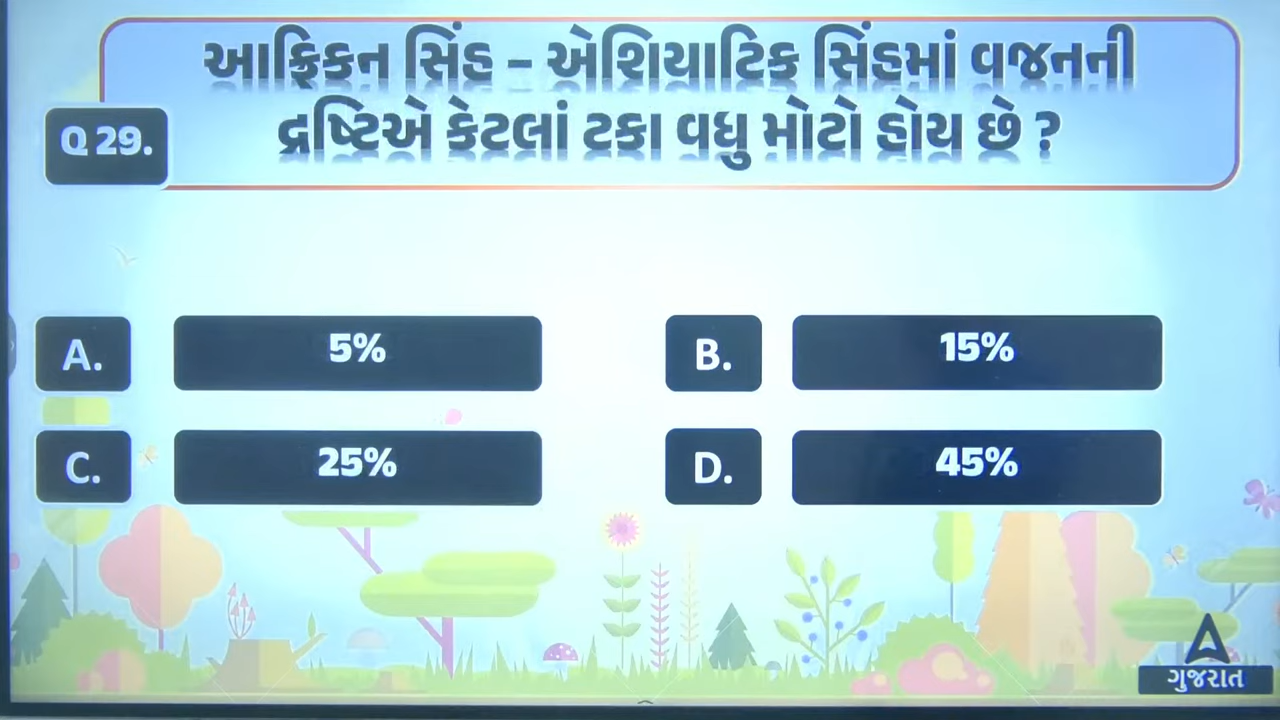 આફ્રિકન સિંહ – એશિયાટિક સિંહમાં વજનની
Q 29.
દ્રષ્ટિએ કેટલાં ટકા વધુ મોટો હોય છે ?
A.
5%
B.
15%
C.
25%
D.
45%
ગુજરાત